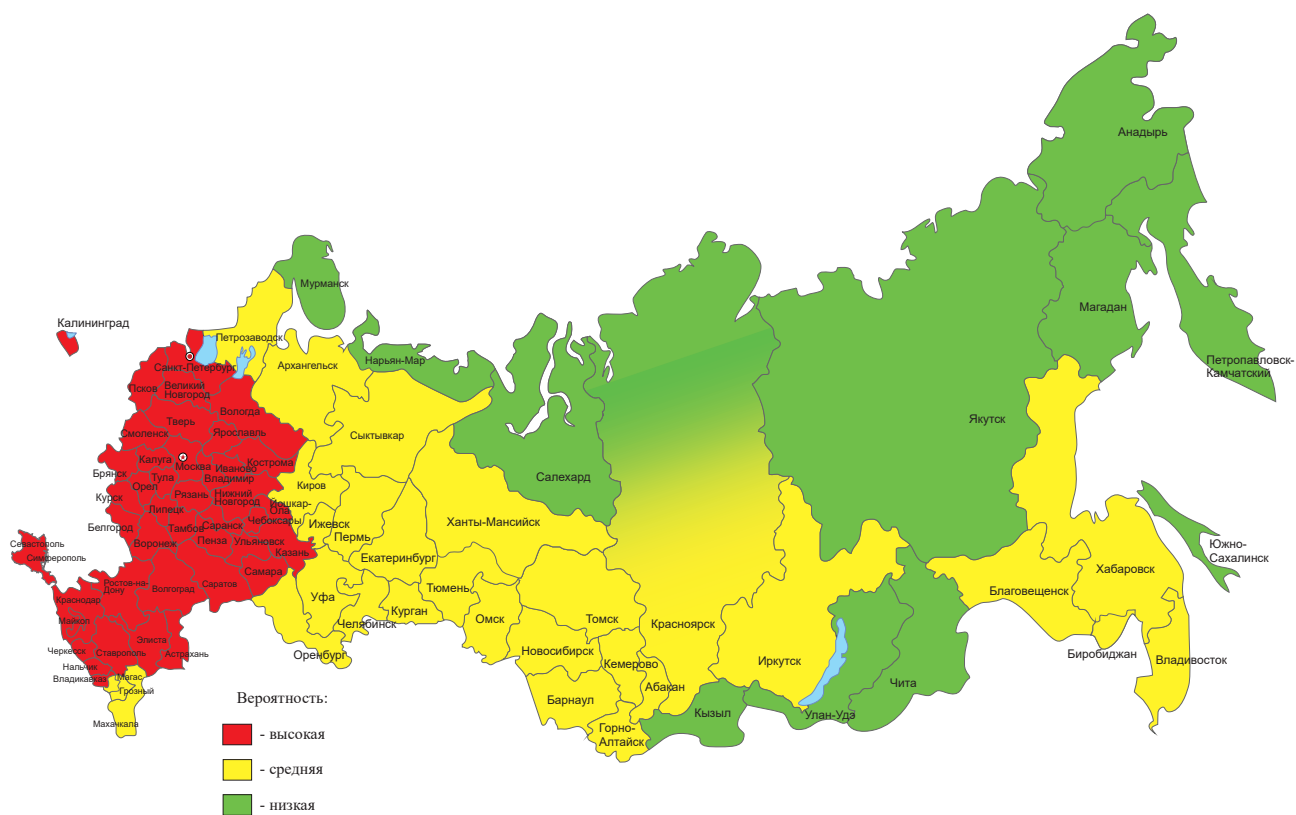 Анадырь
Мурманск
Магадан
Калининград
Петрозаводск
Нарьян-Мар
Петропавловск-
Камчатский
Архангельск
Санкт-Петербург
Псков
Великий
Новгород
Вологда
Якутск
Тверь
Смоленск
Ярославль
Сыктывкар
Калуга
Москва
Иваново
Кострома
Брянск
Тула
Владимир
Салехард
Орел
Рязань
Нижний
Новгород
Киров
Курск
Йошкар-
Ола
Липецк
Чебоксары
Белгород
Тамбов
Саранск
Ижевск
Ханты-Мансийск
Пермь
Севастополь
Симферополь
Воронеж
Пенза
Ульяновск
Казань
Екатеринбург
Южно-
Сахалинск
Самара
Хабаровск
Ростов-на-
Дону
Волгоград
Саратов
Уфа
Тюмень
Благовещенск
Краснодар
Курган
Майкоп
Челябинск
Омск
Томск
Красноярск
Элиста
Черкесск
Ставрополь
Астрахань
Оренбург
Новосибирск
Биробиджан
Владивосток
Нальчик
Кемерово
Иркутск
Владикавказ
Магас
Грозный
Абакан
Чита
Барнаул
Кызыл
Улан-Удэ
Махачкала
Горно-
Алтайск
Вероятность:
- высокая
- средняя
- низкая